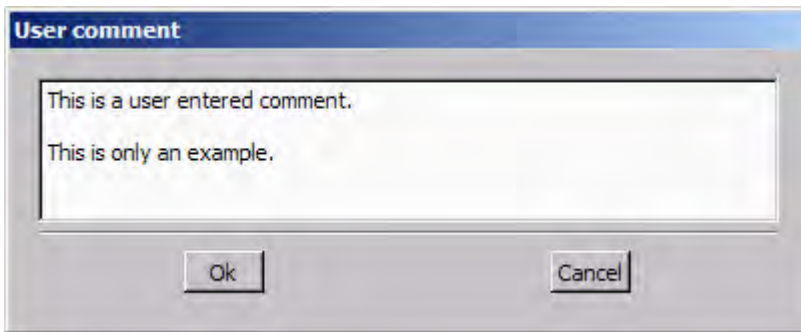 User comment
This is a user entered comment.
This is only an example.
Ok
Cancel